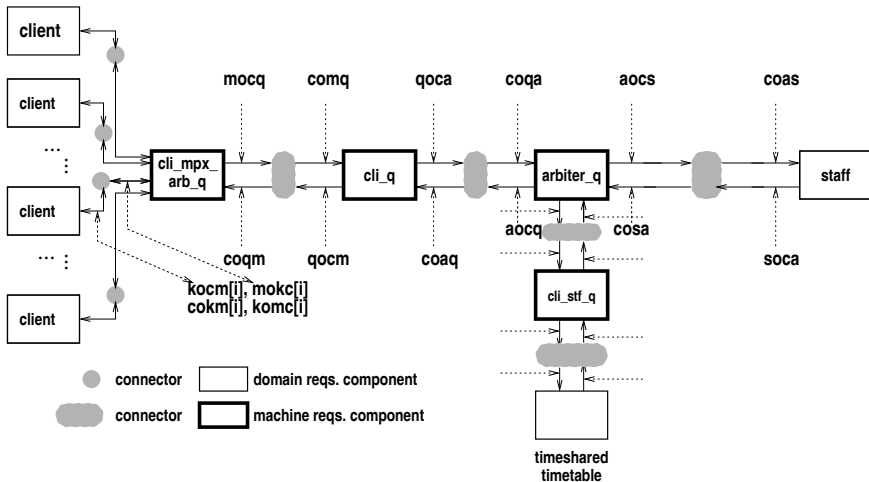 client
client
... ...
client
... ...
client
cli_mpx_
arb_q
mocq
comq
qoca
coqa
aocs
coas
cli_q
arbiter_q
staff
coqm
qocm
coaq
aocq
cosa
soca
kocm[i], mokc[i]
cokm[i], komc[i]
cli_stf_q
connector
domain reqs. component
connector
machine reqs. component
timeshared
timetable